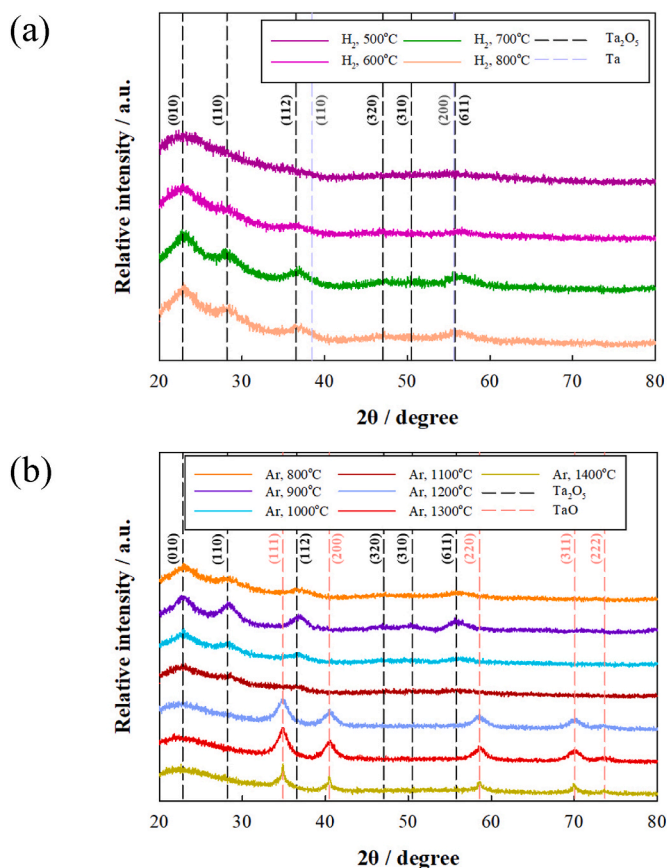 (a)
H₂, 500°C H₂, 700°C Ta₂O₅
H₂, 600°C H₂, 800°C Ta
(010) (110) (112) (110) (320) (310) (200) (611)
Relative intensity / a.u.
20 30 40 50 60 70 80
2θ / degree
(b)
Ar, 800°C Ar, 1100°C Ar, 1400°C
Ar, 900°C Ar, 1200°C Ta₂O₅
Ar, 1000°C Ar, 1300°C TaO
(010) (110) (111) (112) (200) (320) (310) (611) (220) (311) (222)
Relative intensity / a.u.
20 30 40 50 60 70 80
2θ / degree